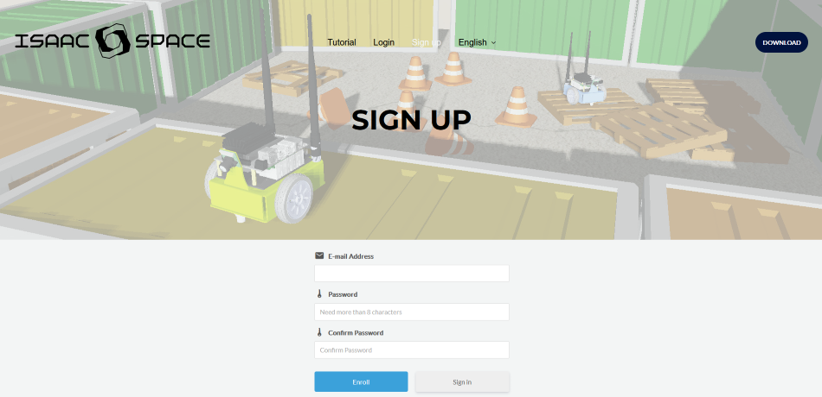 ISAAC SPACE
Tutorial Login Sign up English
DOWNLOAD
SIGN UP
E-mail Address
Password
Need more than 8 characters
Confirm Password
Confirm Password
Enroll Sign in